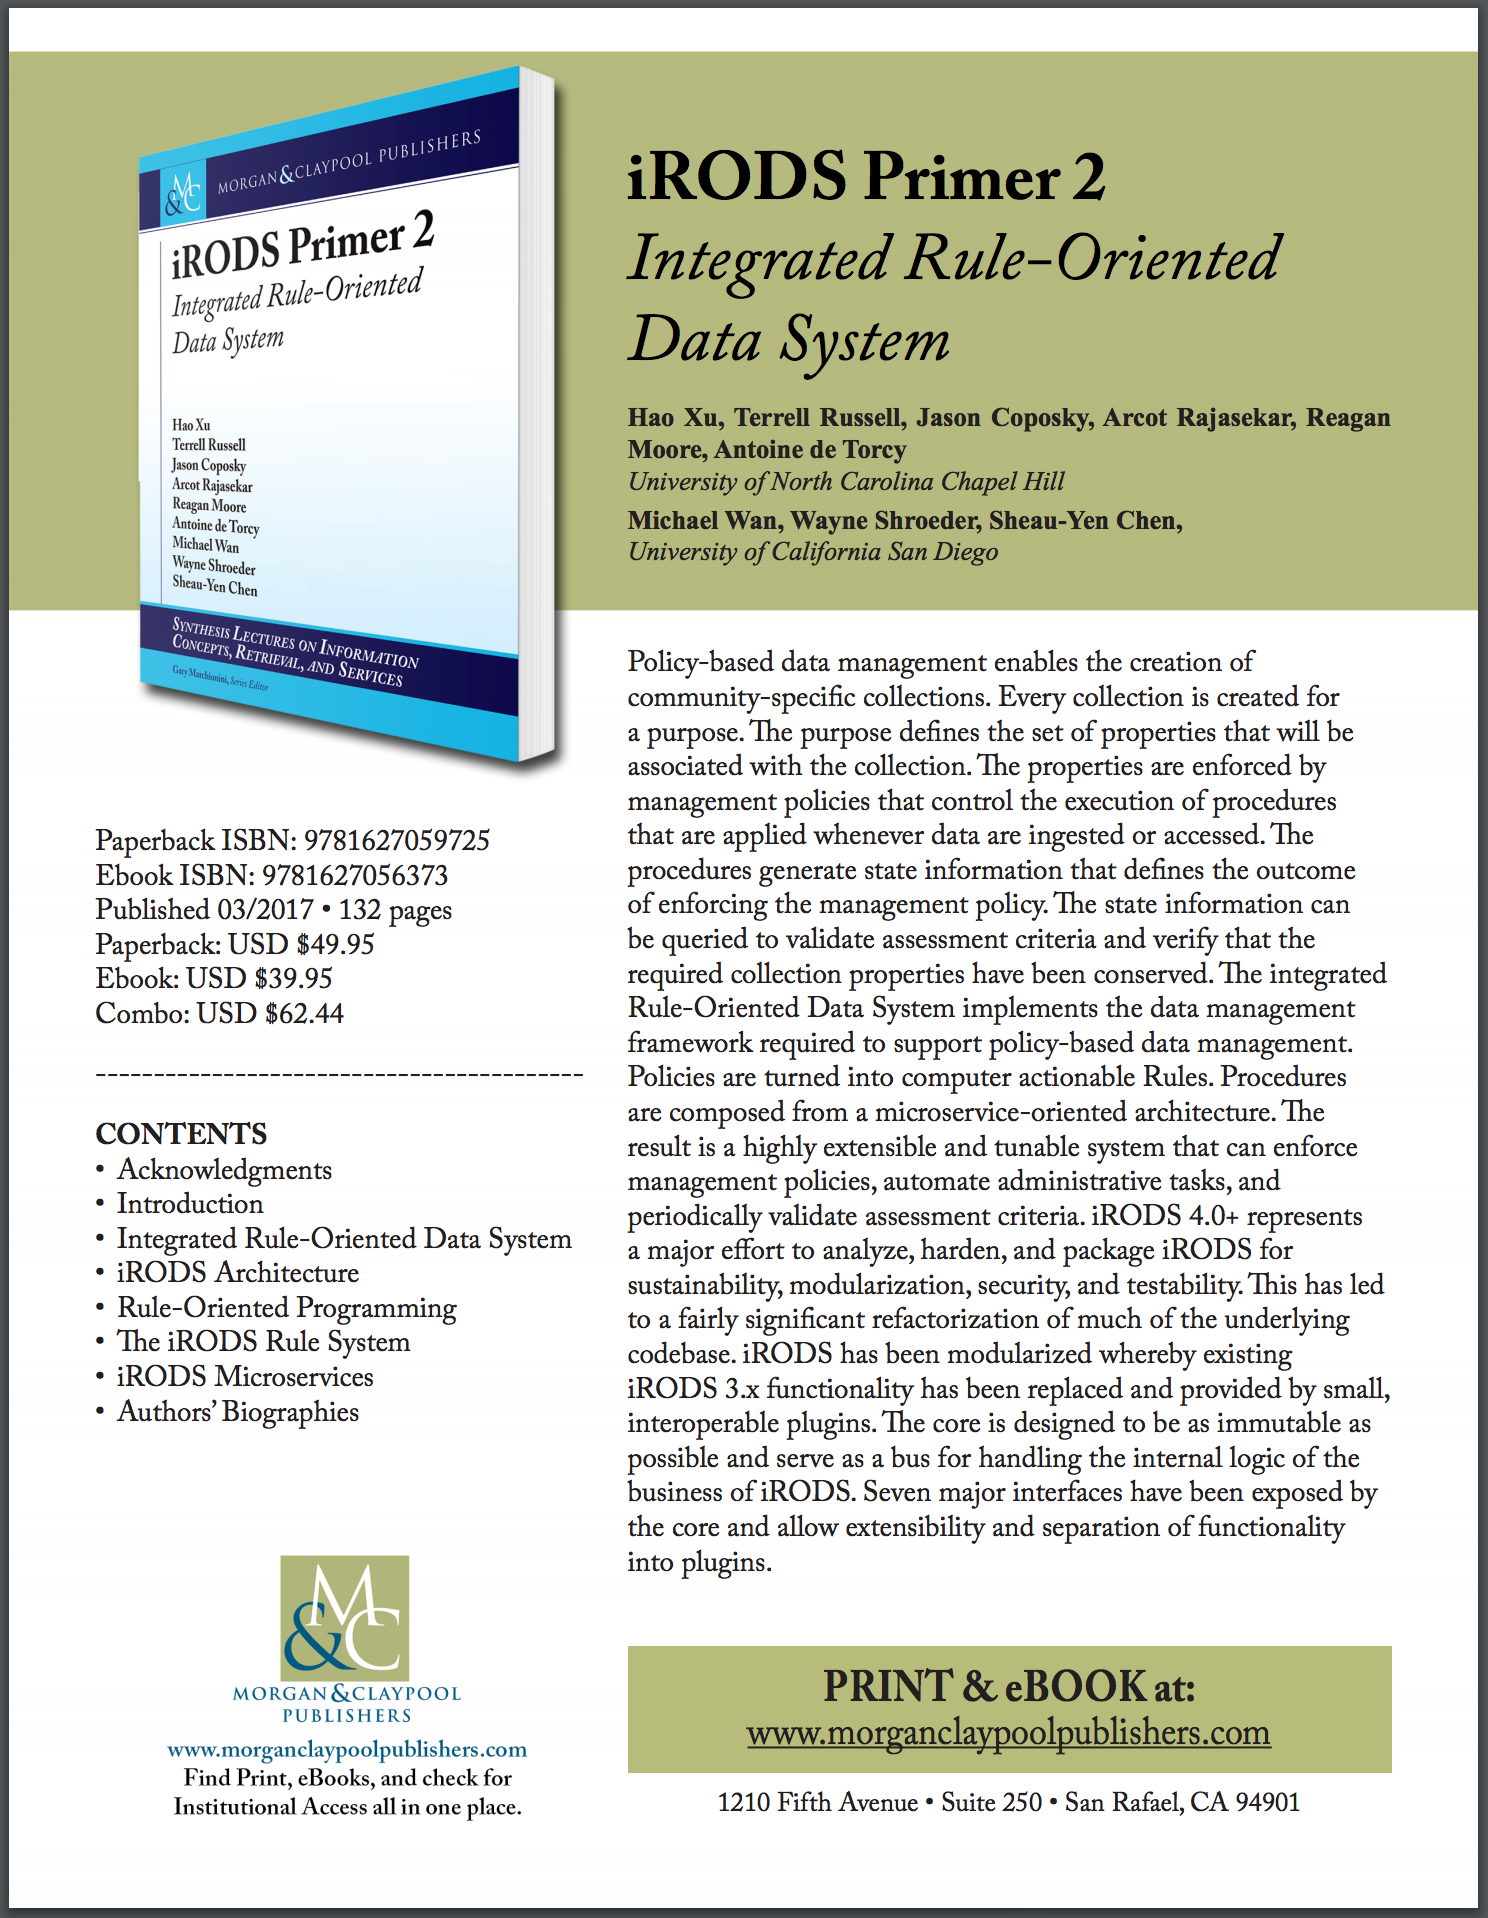 MORGAN&CLAYPOOL PUBLISHERS
M&C
iRODS Primer 2
Integrated Rule-Oriented
Data System
Hao Xu
Terrell Russell
Jason Coposky
Arcot Rajasekar
Reagan Moore
Antoine de Torcy
Michael Wan
Wayne Shroeder
Sheau-Yen Chen
SYNTHESIS LECTURES ON INFORMATION
CONCEPTS, RETRIEVAL, AND SERVICES
Gary Marchionini, Series Editor
iRODS Primer 2
Integrated Rule-Oriented
Data System
Hao Xu, Terrell Russell, Jason Coposky, Arcot Rajasekar, Reagan
Moore, Antoine de Torcy
University of North Carolina Chapel Hill
Michael Wan, Wayne Shroeder, Sheau-Yen Chen,
University of California San Diego
Paperback ISBN: 9781627059725
Ebook ISBN: 9781627056373
Published 03/2017 • 132 pages
Paperback: USD $49.95
Ebook: USD $39.95
Combo: USD $62.44
------------------------------------------
CONTENTS
• Acknowledgments
• Introduction
• Integrated Rule-Oriented Data System
• iRODS Architecture
• Rule-Oriented Programming
• The iRODS Rule System
• iRODS Microservices
• Authors' Biographies
M&C
MORGAN&CLAYPOOL
PUBLISHERS
www.morganclaypoolpublishers.com
Find Print, eBooks, and check for
Institutional Access all in one place.
Policy-based data management enables the creation of
community-specific collections. Every collection is created for
a purpose. The purpose defines the set of properties that will be
associated with the collection. The properties are enforced by
management policies that control the execution of procedures
that are applied whenever data are ingested or accessed. The
procedures generate state information that defines the outcome
of enforcing the management policy. The state information can
be queried to validate assessment criteria and verify that the
required collection properties have been conserved. The integrated
Rule-Oriented Data System implements the data management
framework required to support policy-based data management.
Policies are turned into computer actionable Rules. Procedures
are composed from a microservice-oriented architecture. The
result is a highly extensible and tunable system that can enforce
management policies, automate administrative tasks, and
periodically validate assessment criteria. iRODS 4.0+ represents
a major effort to analyze, harden, and package iRODS for
sustainability, modularization, security, and testability. This has led
to a fairly significant refactorization of much of the underlying
codebase. iRODS has been modularized whereby existing
iRODS 3.x functionality has been replaced and provided by small,
interoperable plugins. The core is designed to be as immutable as
possible and serve as a bus for handling the internal logic of the
business of iRODS. Seven major interfaces have been exposed by
the core and allow extensibility and separation of functionality
into plugins.
PRINT & eBOOK at:
www.morganclaypoolpublishers.com
1210 Fifth Avenue • Suite 250 • San Rafael, CA 94901